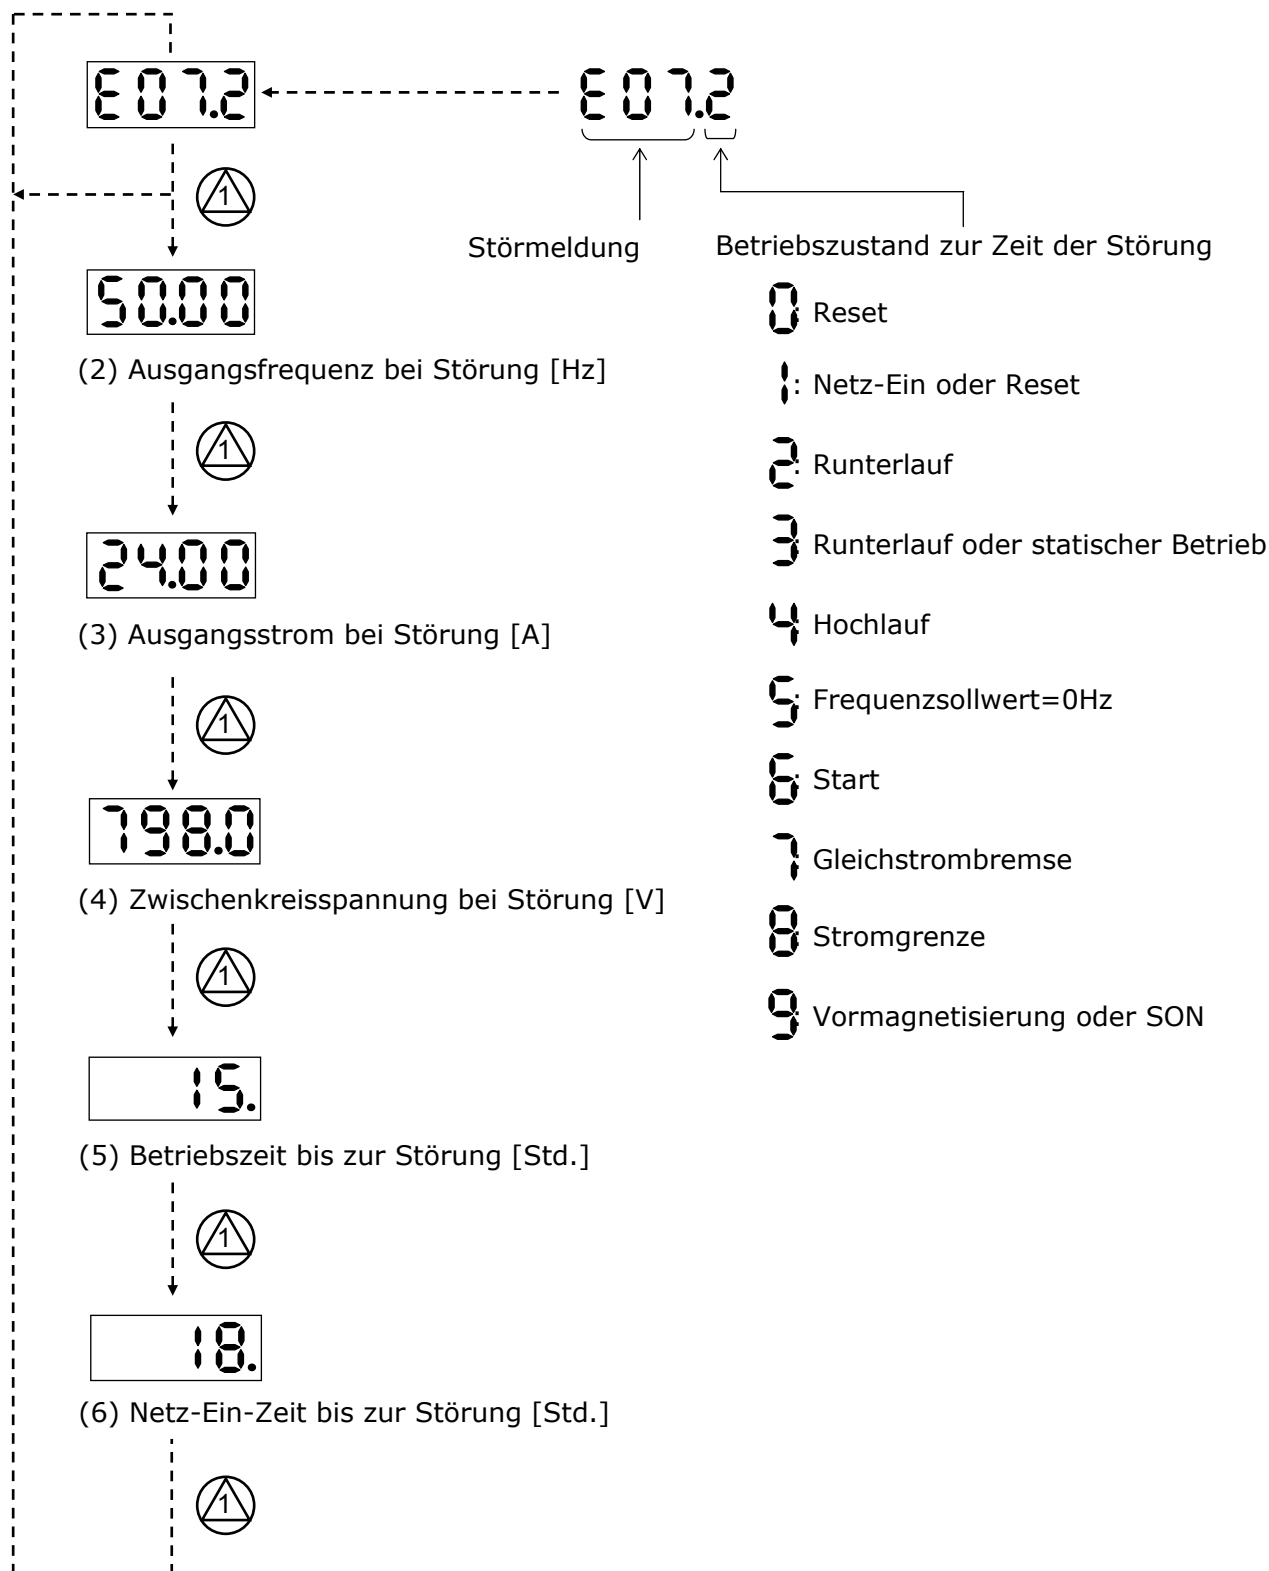 E07.2
E07.2
1
Störmeldung
Betriebszustand zur Zeit der Störung
50.00
0: Reset
(2) Ausgangsfrequenz bei Störung [Hz]
1: Netz-Ein oder Reset
1
2: Runterlauf
24.00
3: Runterlauf oder statischer Betrieb
(3) Ausgangsstrom bei Störung [A]
4: Hochlauf
1
5: Frequenzsollwert=0Hz
6: Start
798.0
7: Gleichstrombremse
(4) Zwischenkreisspannung bei Störung [V]
8: Stromgrenze
1
9: Vormagnetisierung oder SON
15.
(5) Betriebszeit bis zur Störung [Std.]
1
18.
(6) Netz-Ein-Zeit bis zur Störung [Std.]
1